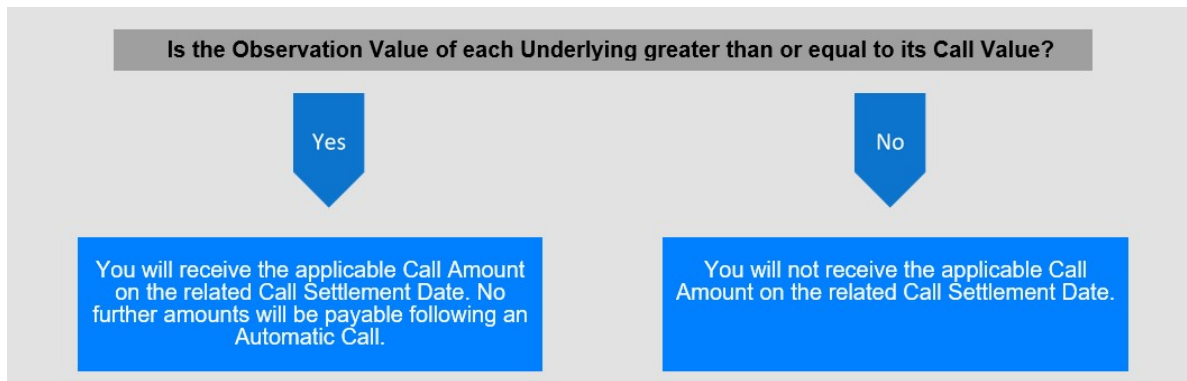 Is the Observation Value of each Underlying greater than or equal to its Call Value?
Yes
No
You will receive the applicable Call Amount
on the related Call Settlement Date. No
further amounts will be payable following an
Automatic Call.
You will not receive the applicable Call
Amount on the related Call Settlement Date.